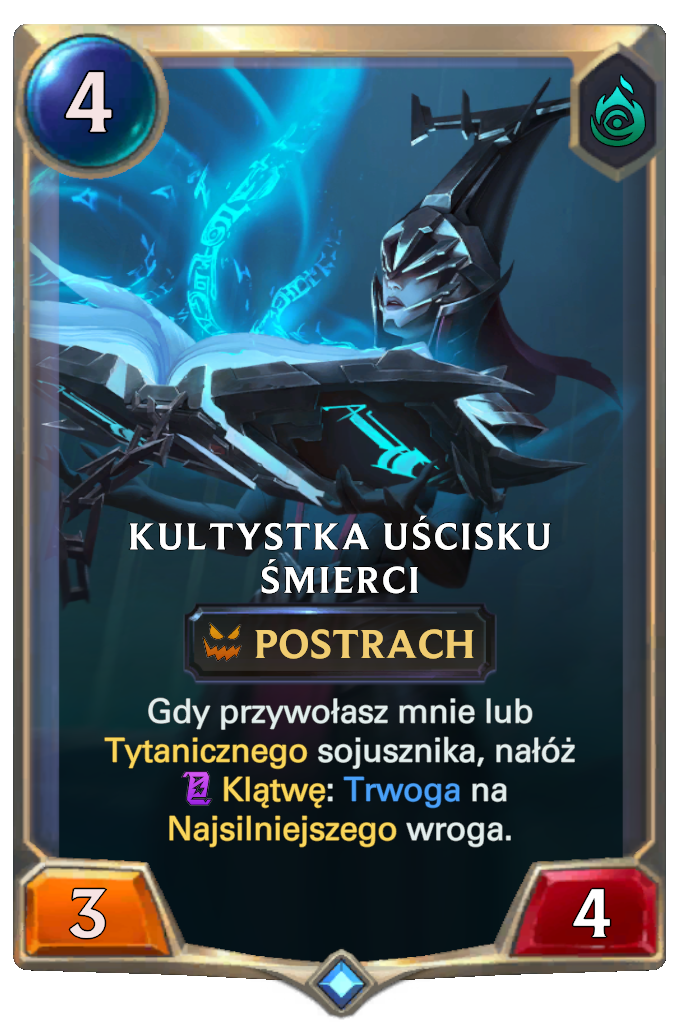 4
KULTYSTKA UŚCISKU
ŚMIERCI
POSTRACH
Gdy przywołasz mnie lub
Tytanicznego sojusznika, nałóż
Klątwę: Trwoga na
Najsilniejszego wroga.
3
4